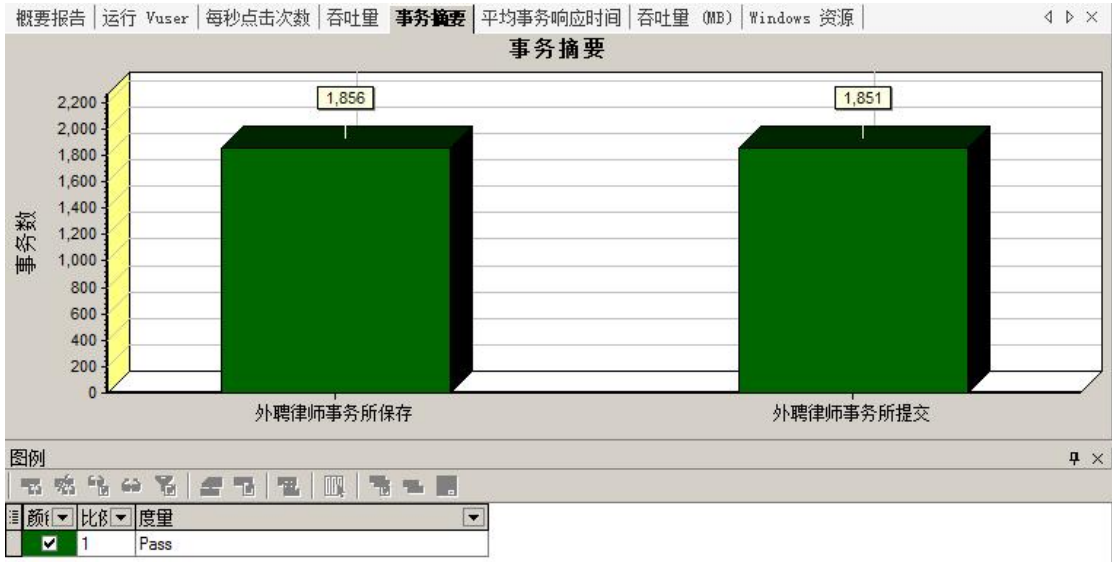 概要报告 运行 Vuser 每秒点击次数 吞吐量 事务摘要 平均事务响应时间 吞吐量 (MB) Windows 资源
事务摘要
事务数
2,200
2,000
1,800
1,600
1,400
1,200
1,000
800
600
400
200
0
1,856
1,851
外聘律师事务所保存
外聘律师事务所提交
图例
比例 度量
1 Pass